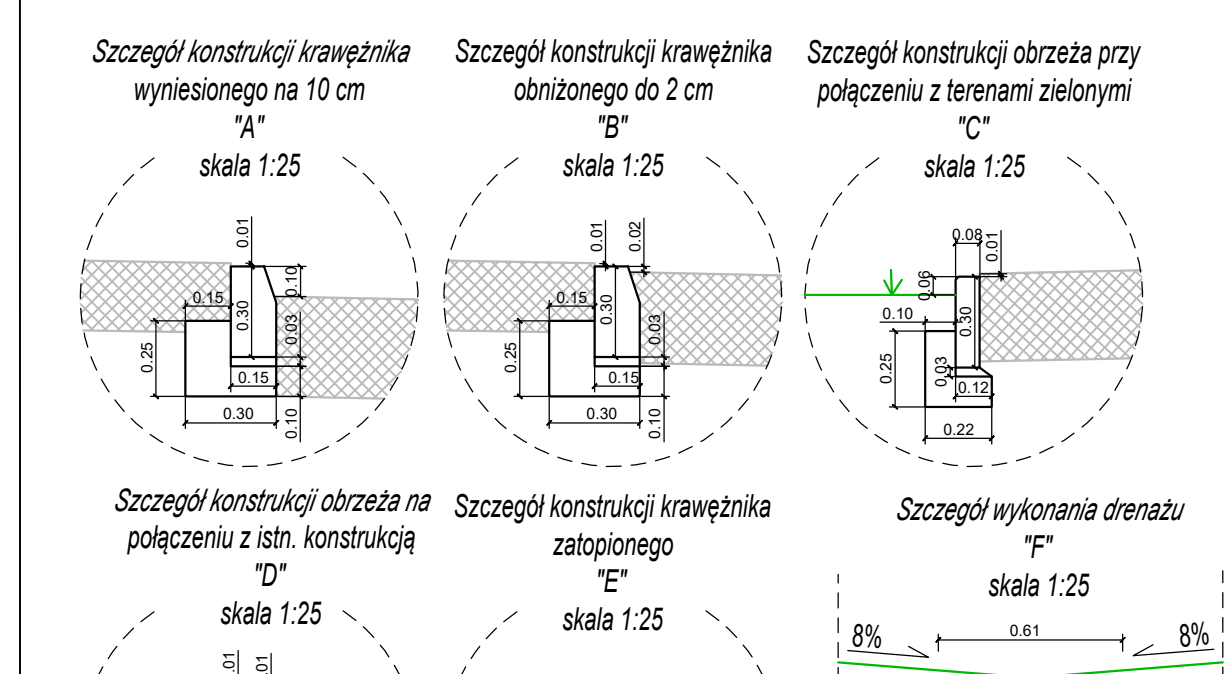 Szczegół konstrukcji krawężnika
wyniesionego na 10 cm
"A"
skala 1:25
0.01
0.10
0.15
0.30
0.03
0.25
0.15
0.30
0.10
Szczegół konstrukcji krawężnika
obniżonego do 2 cm
"B"
skala 1:25
0.01
0.02
0.15
0.30
0.03
0.25
0.15
0.30
0.10
Szczegół konstrukcji obrzeża przy
połączeniu z terenami zielonymi
"C"
skala 1:25
0.08
0.01
0.06
0.10
0.30
0.25
0.03
0.12
0.22
Szczegół konstrukcji obrzeża na
połączeniu z istn. konstrukcją
"D"
skala 1:25
.01
.01
Szczegół konstrukcji krawężnika
zatopionego
"E"
skala 1:25
Szczegół wykonania drenażu
"F"
skala 1:25
8%
0.61
8%